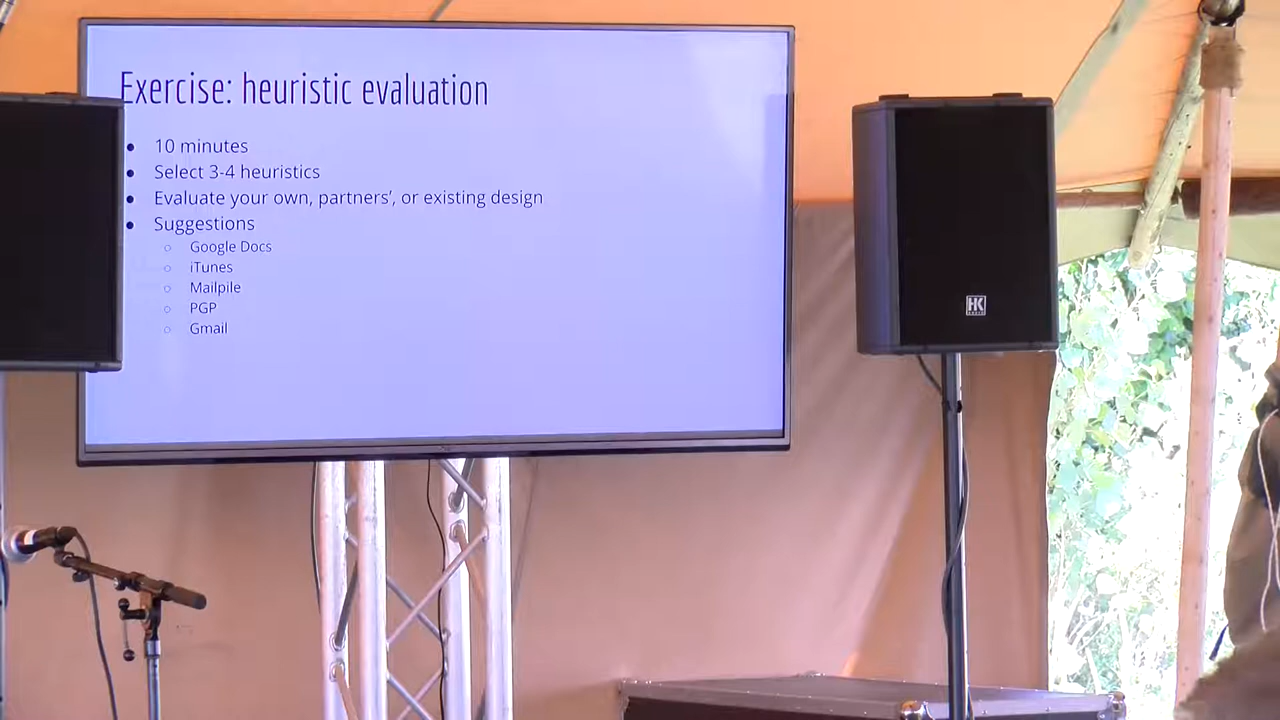 Exercise: heuristic evaluation
10 minutes
Select 3-4 heuristics
Evaluate your own, partners', or existing design
Suggestions
Google Docs
iTunes
Mailpile
PGP
Gmail
HK